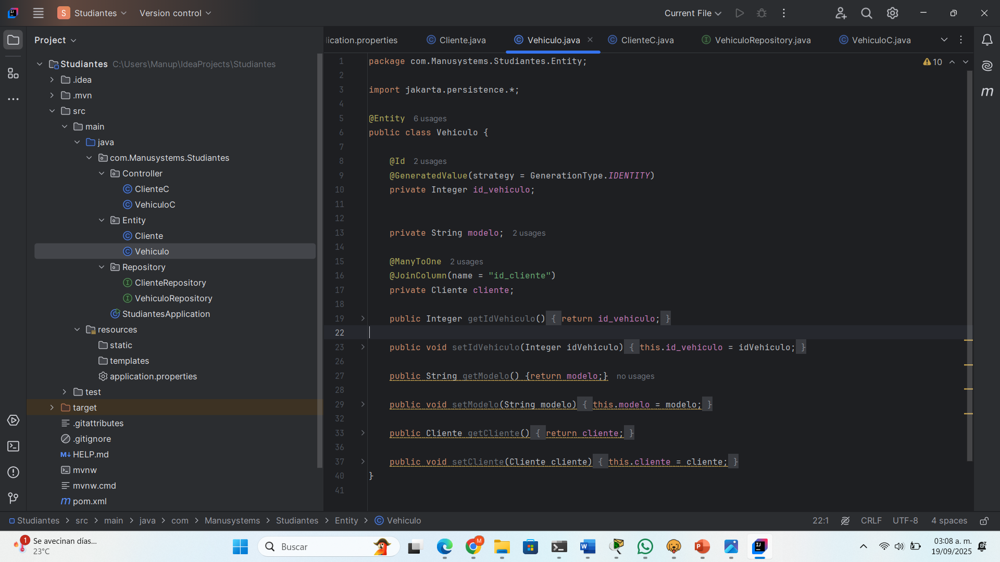 S Studiantes Version control Current File
Project
Studiantes C:\Users\Manup\IdeaProjects\Studiantes
.idea
.mvn
src
main
java
com.Manusystems.Studiantes
Controller
ClienteC
VehiculoC
Entity
Cliente
Vehiculo
Repository
ClienteRepository
VehiculoRepository
StudiantesApplication
resources
static
templates
application.properties
test
target
.gitattributes
.gitignore
HELP.md
mvnw
mvnw.cmd
pom.xml
lication.properties Cliente.java Vehiculo.java ClienteC.java VehiculoRepository.java VehiculoC.java
10
1 package com.Manusystems.Studiantes.Entity;
2
3 import jakarta.persistence.*;
4
5 @Entity 6 usages
6 public class Vehiculo {
7
8 @Id 2 usages
9 @GeneratedValue(strategy = GenerationType.IDENTITY)
10 private Integer id_vehiculo;
11
12
13 private String modelo; 2 usages
14
15 @ManyToOne 2 usages
16 @JoinColumn(name = "id_cliente")
17 private Cliente cliente;
18
19 public Integer getIdVehiculo() { return id_vehiculo; }
22
23 public void setIdVehiculo(Integer idVehiculo) { this.id_vehiculo = idVehiculo; }
26
27 public String getModelo() {return modelo;} no usages
28
29 public void setModelo(String modelo) { this.modelo = modelo; }
32
33 public Cliente getCliente() { return cliente; }
36
37 public void setCliente(Cliente cliente) { this.cliente = cliente; }
40 }
41
Studiantes > src > main > java > com > Manusystems > Studiantes > Entity > Vehiculo 22:1 CRLF UTF-8 4 spaces
1 Se avecinan días...
23°C
Buscar
M
03:08 a. m.
19/09/2025